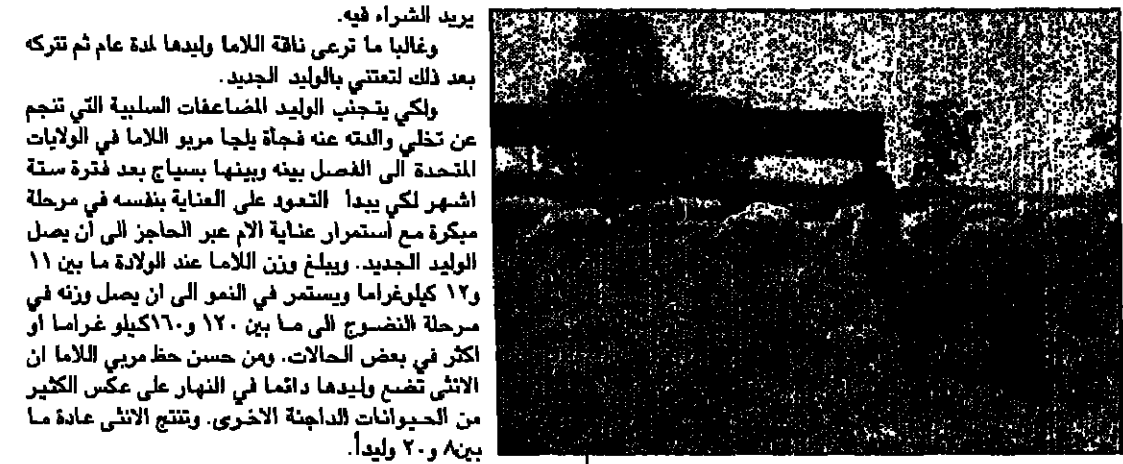 يريد الشراء فيه.
وغالبا ما ترعى ناقة اللاما وليدها لمدة عام ثم تتركه
بعد ذلك لتعتني بالوليد الجديد.
ولكي يتجنب الوليد المضاعفات السلبية التي تنجم
عن تخلي والدته عنه فجأة يلجا مربو اللاما في الولايات
المتحدة الى الفصل بينه وبينها بسياج بعد فترة ستة
اشهر لكي يبدأ التعود على العناية بنفسه في مرحلة
مبكرة مع استمرار عناية الام عبر الحاجز الى ان يصل
الوليد الجديد. ويبلغ وزن اللاما عند الولادة ما بين ١١
و١٢ كيلوغراما ويستمر في النمو الى ان يصل وزنه في
مرحلة النضوج الى ما بين ١٢٠ و١٦٠كيلو غراما او
اكثر في بعض الحالات. ومن حسن حظ مربي اللاما ان
الانثى تضع وليدها دائما في النهار على عكس الكثير
من الحيوانات الداجنة الاخرى. وتنتج الانثى عادة ما
بين٨ و٢٠ وليدأ.